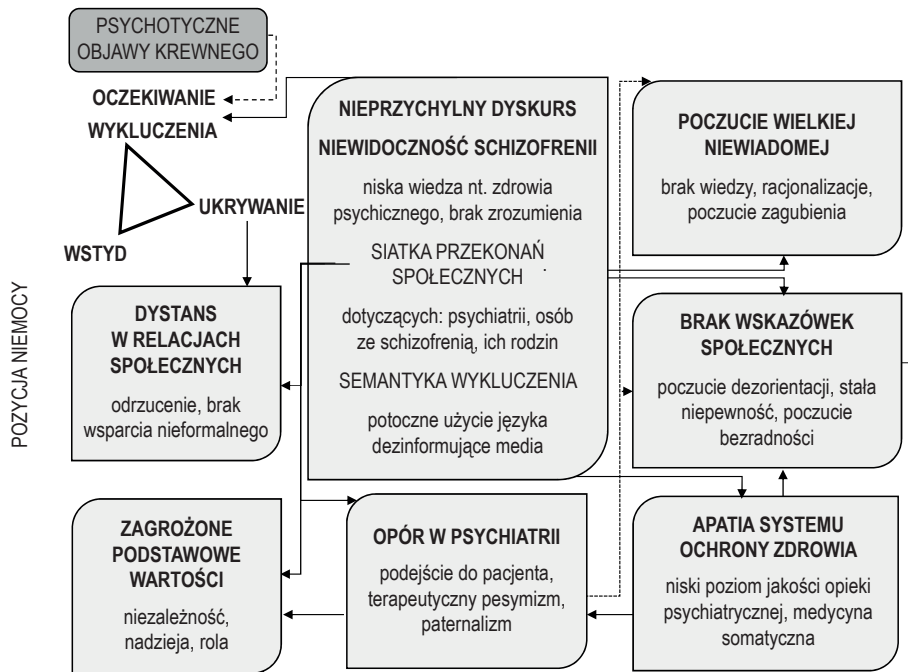 PSYCHOTYCZNE
OBJAWY KREWNEGO
OCZEKIWANIE
WYKLUCZENIA
UKRYWANIE
WSTYD
POZYCJA NIEMOCY
DYSTANS
W RELACJACH
SPOŁECZNYCH
odrzucenie, brak
wsparcia nieformalnego
NIEPRZYCHYLNY DYSKURS
NIEWIDOCZNOŚĆ SCHIZOFRENII
niska wiedza nt. zdrowia
psychicznego, brak zrozumienia
SIATKA PRZEKONAŃ
SPOŁECZNYCH
dotyczących: psychiatrii, osób
ze schizofrenią, ich rodzin
SEMANTYKA WYKLUCZENIA
potoczne użycie języka
dezinformujące media
POCZUCIE WIELKIEJ
NIEWIADOMEJ
brak wiedzy, racjonalizacje,
poczucie zagubienia
BRAK WSKAZÓWEK
SPOŁECZNYCH
poczucie dezorientacji, stała
niepewność, poczucie
bezradności
ZAGROŻONE
PODSTAWOWE
WARTOŚCI
niezależność,
nadzieja, rola
OPÓR W PSYCHIATRII
podejście do pacjenta,
terapeutyczny pesymizm,
paternalizm
APATIA SYSTEMU
OCHRONY ZDROWIA
niski poziom jakości opieki
psychiatrycznej, medycyna
somatyczna